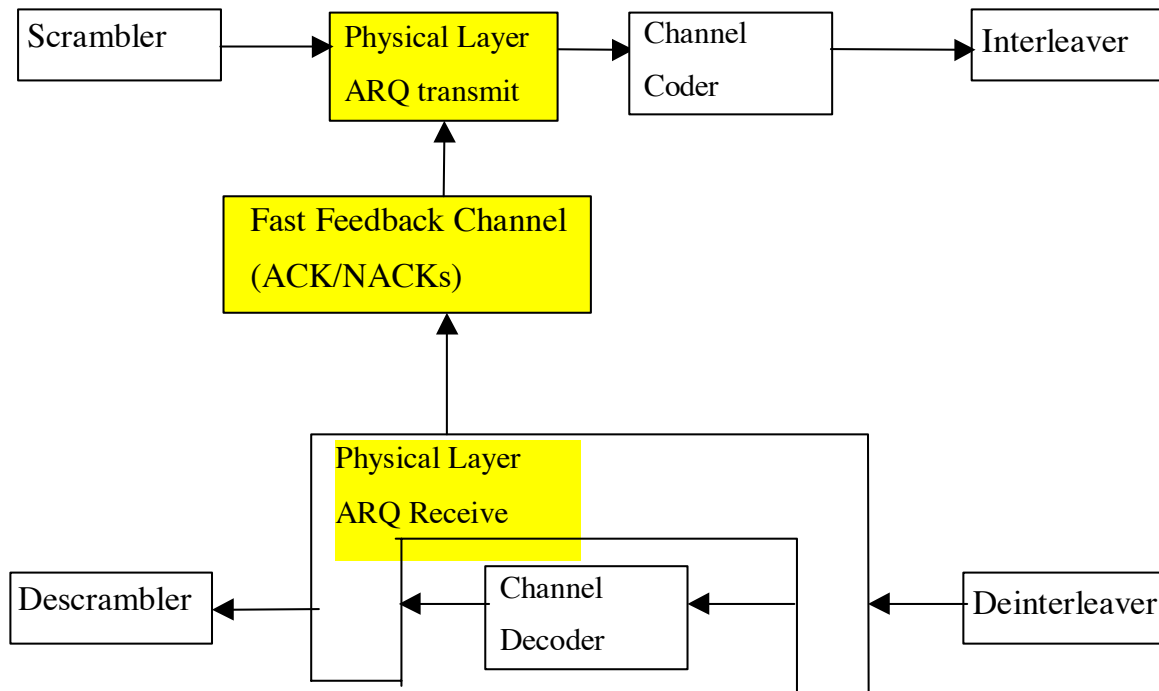 Scrambler
Physical Layer
ARQ transmit
Channel
Coder
Interleaver
Fast Feedback Channel
(ACK/NACKs)
Physical Layer
ARQ Receive
Descrambler
Channel
Decoder
Deinterleaver